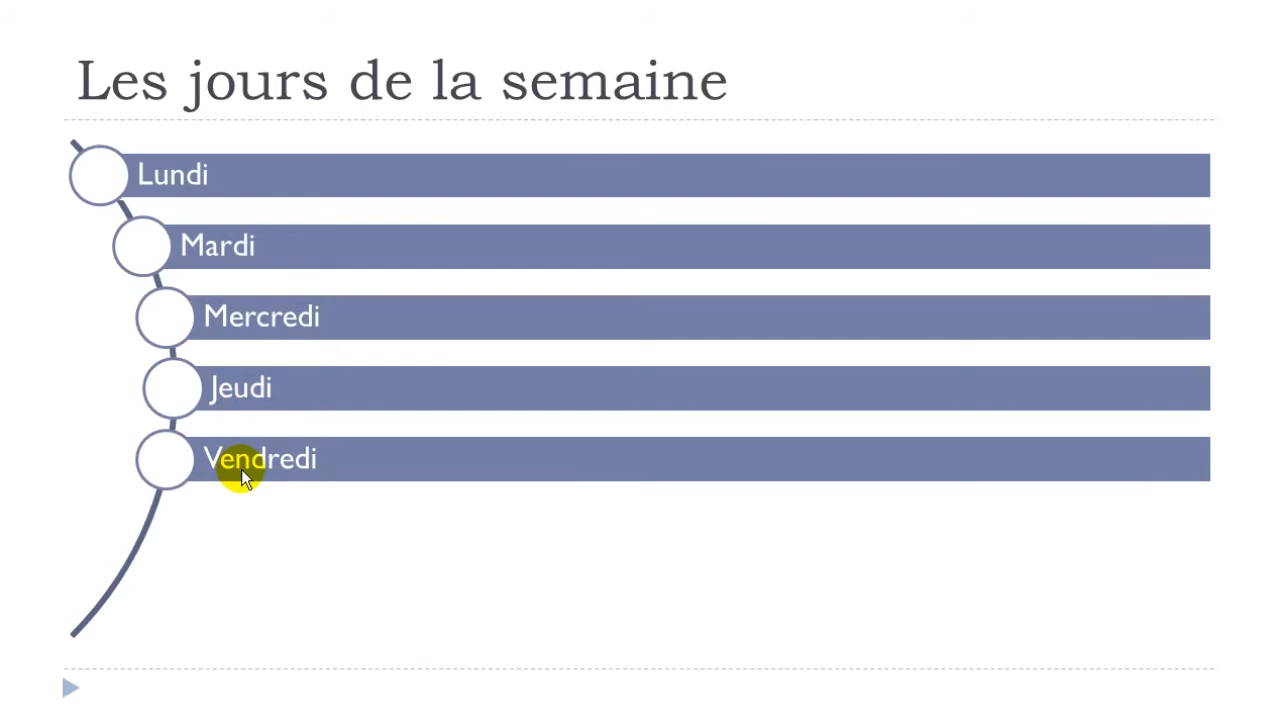 Les jours de la semaine
Lundi
Mardi
Mercredi
Jeudi
Vendredi